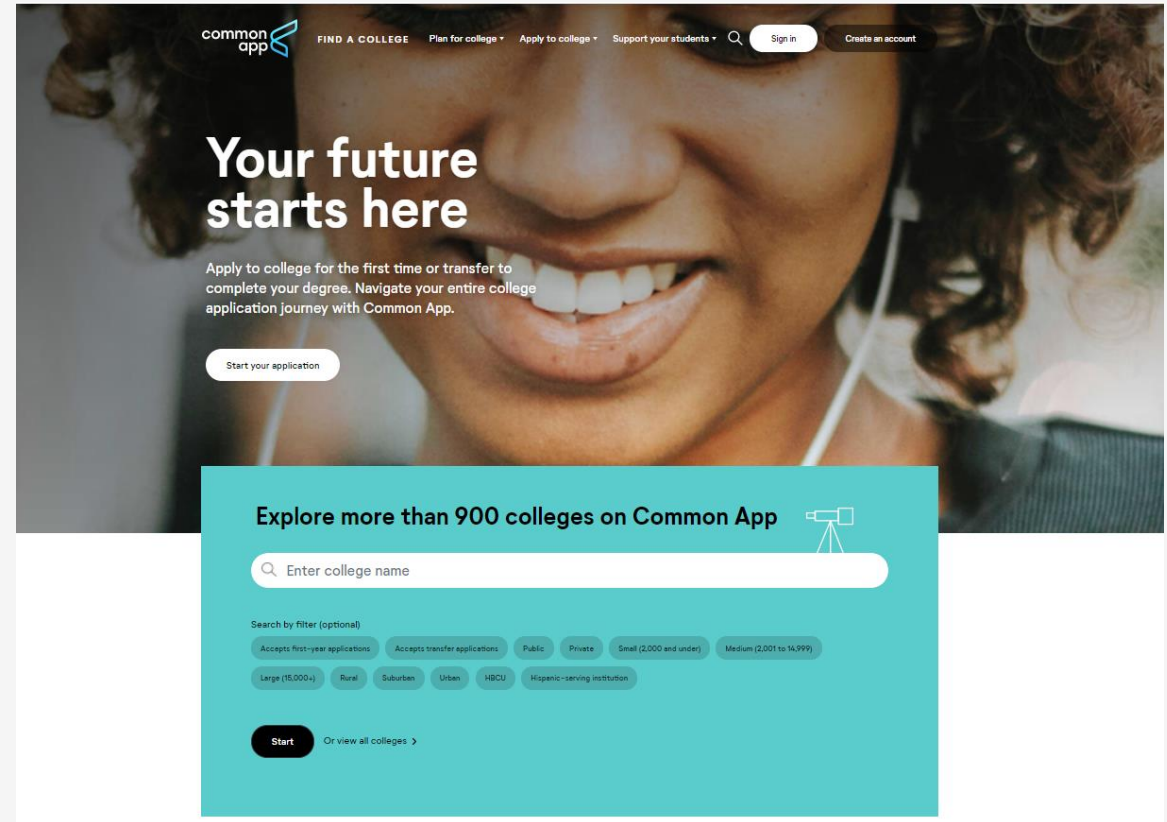 common
app
FIND A COLLEGE Plan for college Apply to college Support your students Sign in Create an account
Your future
starts here
Apply to college for the first time or transfer to
complete your degree. Navigate your entire college
application journey with Common App.
Start your application
Explore more than 900 colleges on Common App
Enter college name
Search by filter (optional)
Accepts first-year applications Accepts transfer applications Public Private Small (2,000 and under) Medium (2,001 to 14,999)
Large (15,000+) Rural Suburban Urban HBCU Hispanic-serving institution
Start Or view all colleges